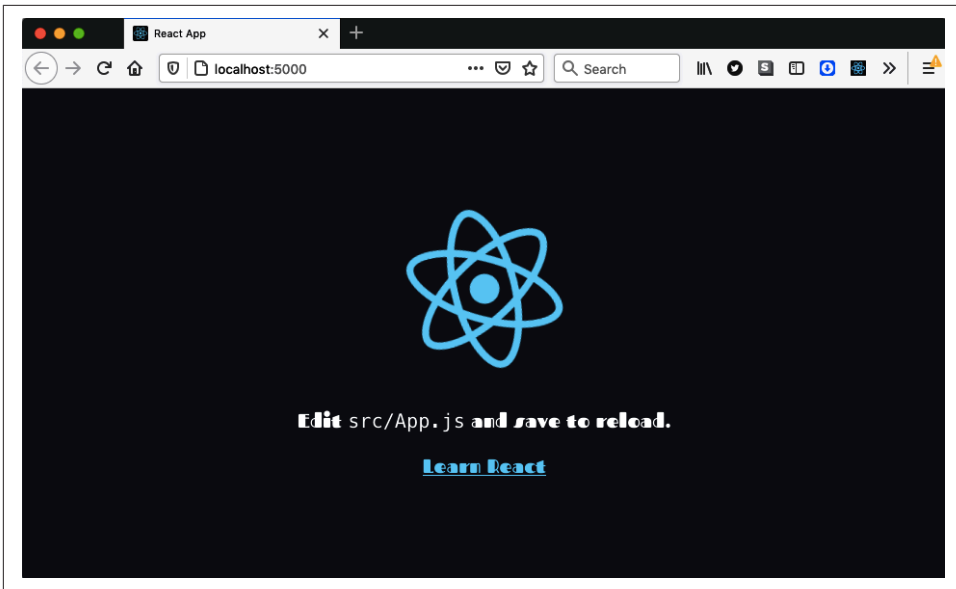 React App
localhost:5000
Search
S
Edit src/App.js and save to reload.
Learn React